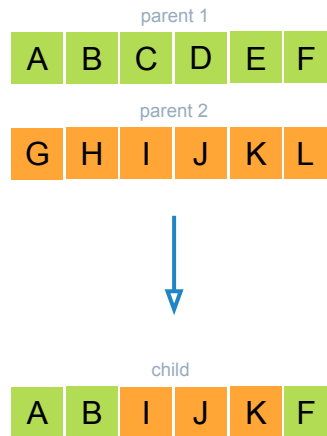 parent 1
A B C D E F
parent 2
G H I J K L
child
A B I J K F